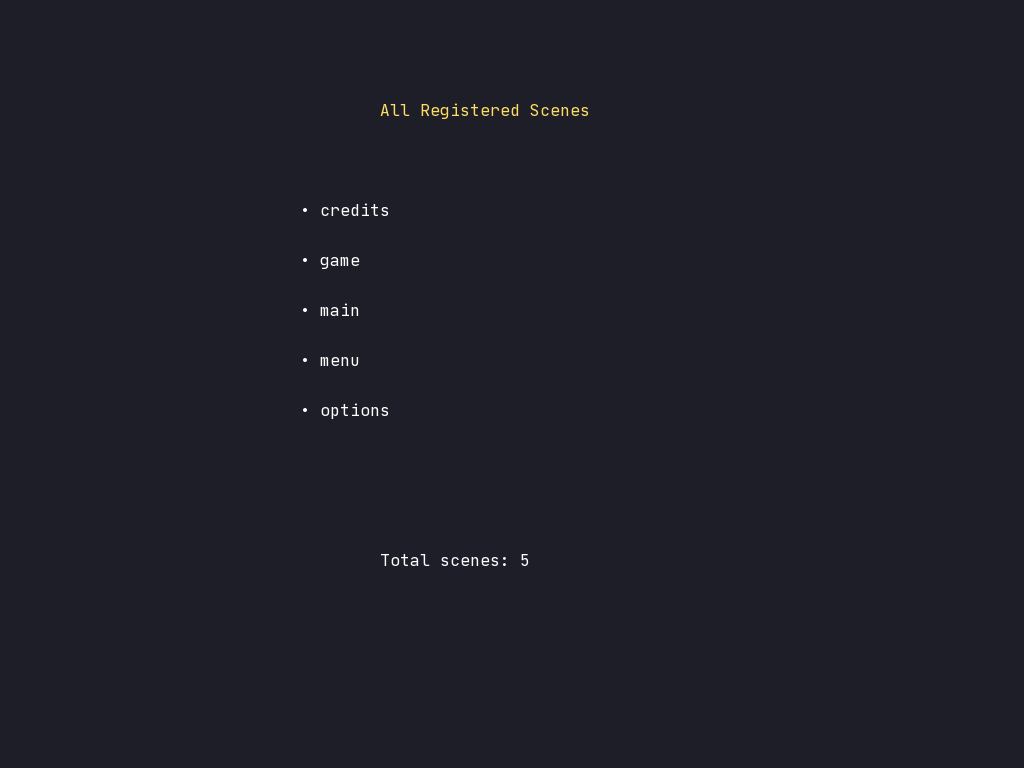 All Registered Scenes
• credits
• game
• main
• menu
• options
Total scenes: 5